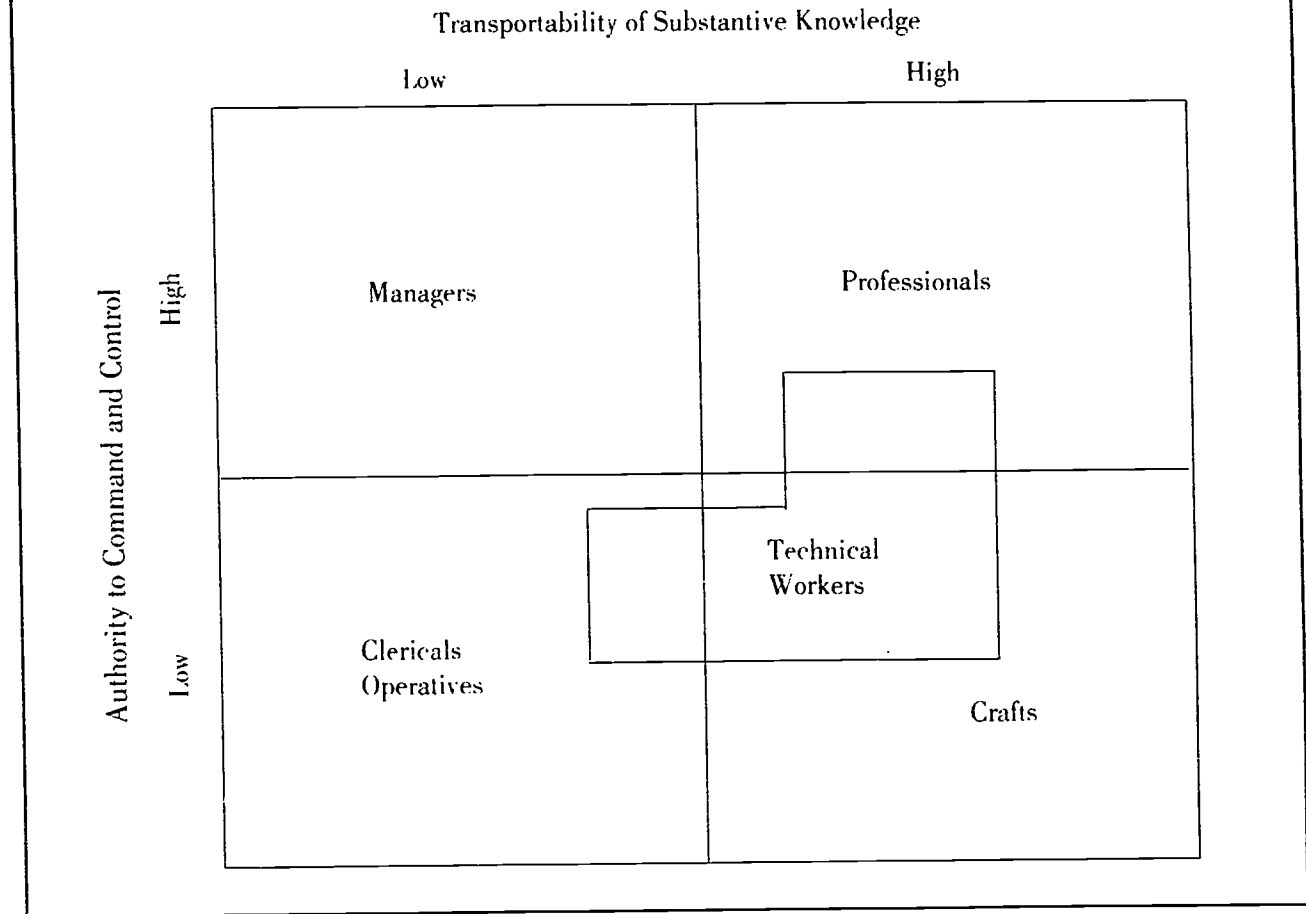 Transportability of Substantive Knowledge
Low
High
Authority to Command and Control
High
Managers
Professionals
Technical
Workers
Low
Clericals
Operatives
Crafts